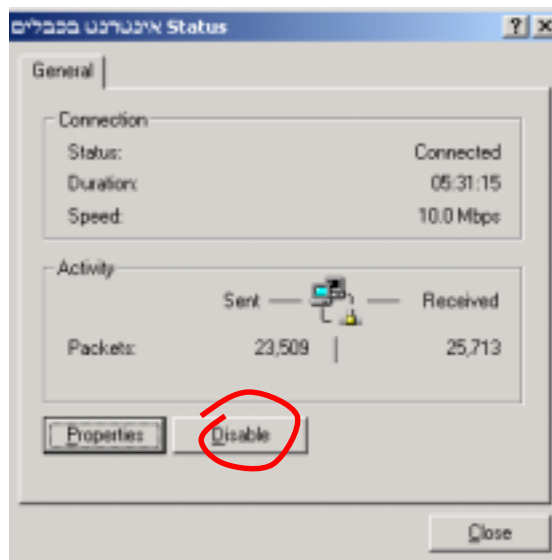 אינטרנט בכבלים Status
General
Connection
Status: Connected
Duration: 05:31:15
Speed: 10.0 Mbps
Activity
Sent Received
Packets: 23,509 25,713
Properties Disable
Close